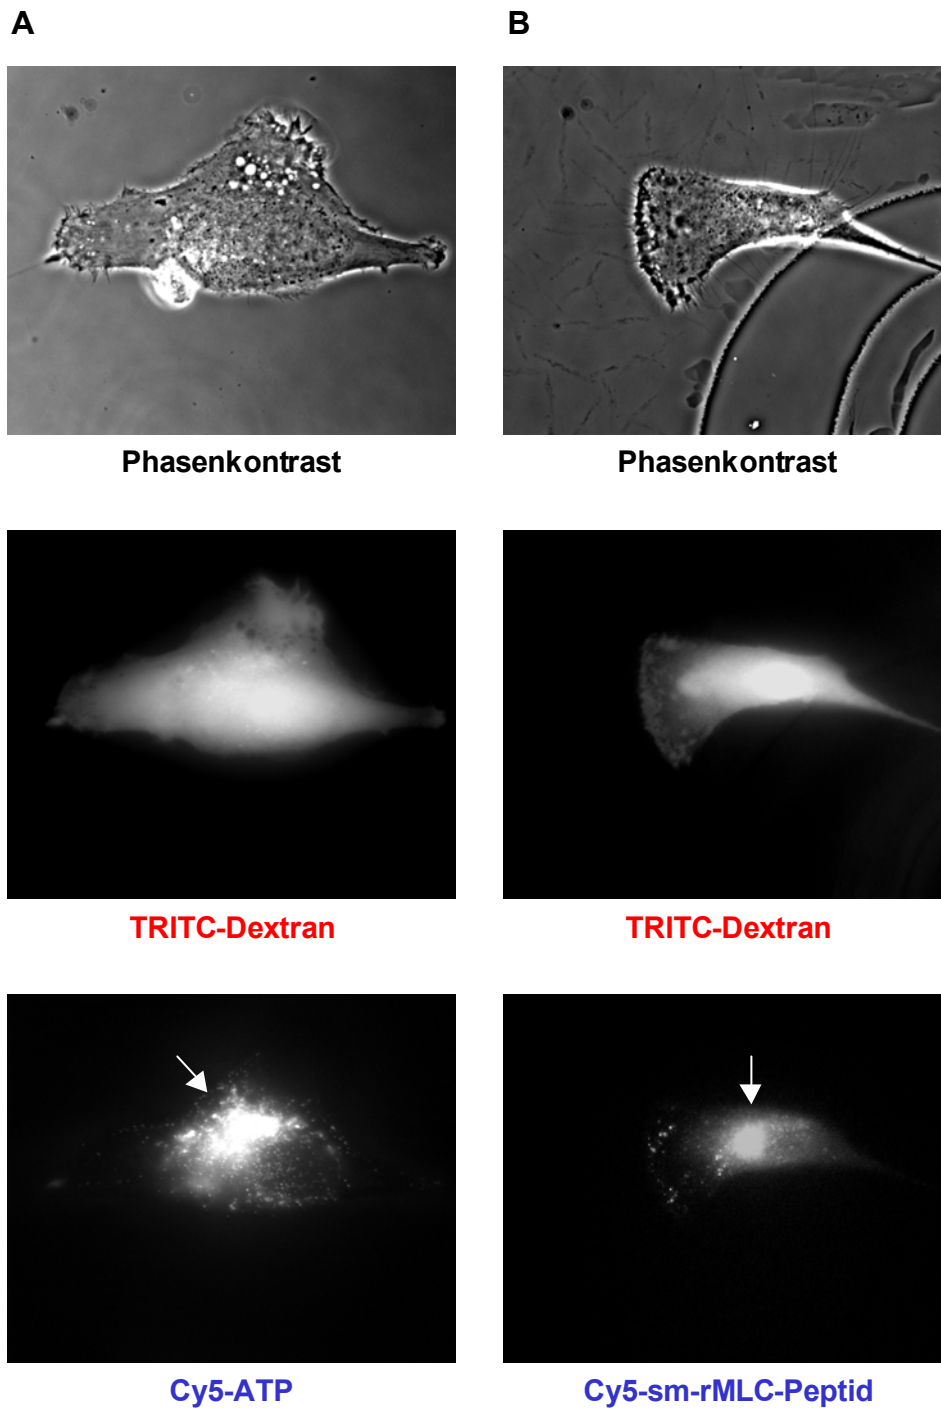 A
B
Phasenkontrast
Phasenkontrast
TRITC-Dextran
TRITC-Dextran
Cy5-ATP
Cy5-sm-rMLC-Peptid